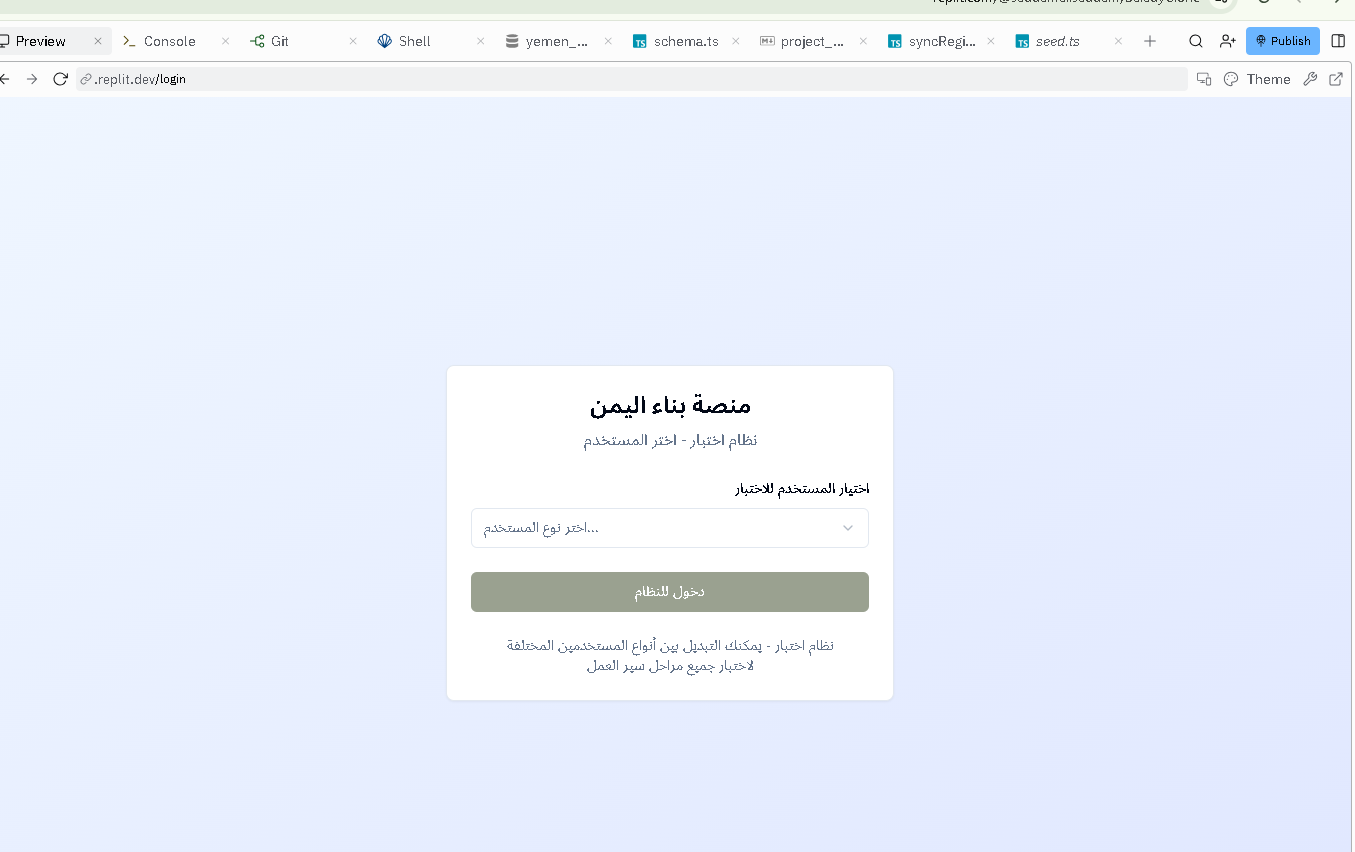 Preview
Console
Git
Shell
yemen_...
schema.ts
project_...
syncRegi...
seed.ts
Publish
.replit.dev/login
Theme
منصة بناء اليمن
نظام اختبار - اختر المستخدم
اختيار المستخدم للاختبار
اختر نوع المستخدم...
دخول للنظام
نظام اختبار - يمكنك التبديل بين أنواع المستخدمين المختلفة
لاختبار جميع مراحل سير العمل